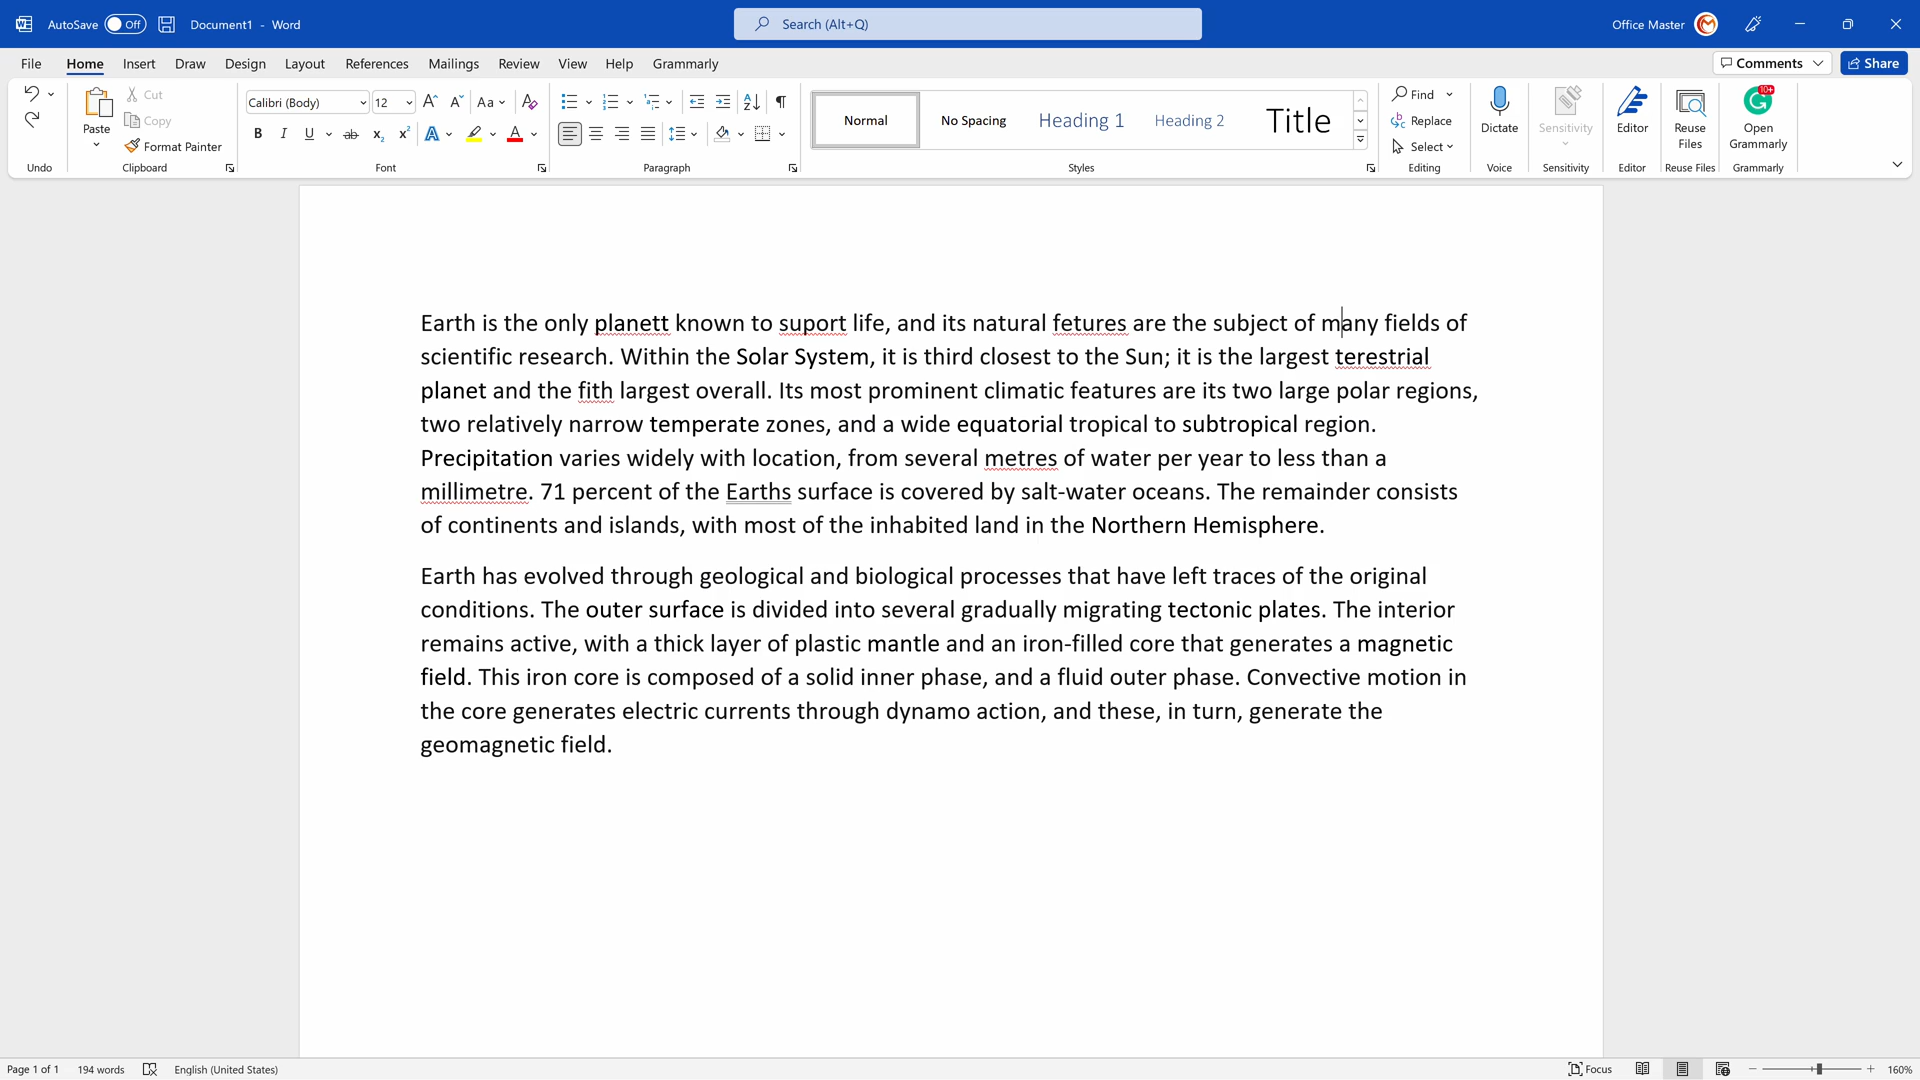 AutoSave Off Document1 - Word Search (Alt+Q) Office Master
File Home Insert Draw Design Layout References Mailings Review View Help Grammarly Comments Share
Paste
Cut
Copy
Format Painter
Calibri (Body) 12 Aa
B I U ab x₂ x² A A
Normal No Spacing Heading 1 Heading 2 Title
Find
Replace
Select
Dictate
Sensitivity
Editor
Reuse
Files
10+
Open
Grammarly
Undo Clipboard Font Paragraph Styles Editing Voice Sensitivity Editor Reuse Files Grammarly
Earth is the only planett known to suport life, and its natural fetures are the subject of many fields of
scientific research. Within the Solar System, it is third closest to the Sun; it is the largest terestrial
planet and the fith largest overall. Its most prominent climatic features are its two large polar regions,
two relatively narrow temperate zones, and a wide equatorial tropical to subtropical region.
Precipitation varies widely with location, from several metres of water per year to less than a
millimetre. 71 percent of the Earths surface is covered by salt-water oceans. The remainder consists
of continents and islands, with most of the inhabited land in the Northern Hemisphere.
Earth has evolved through geological and biological processes that have left traces of the original
conditions. The outer surface is divided into several gradually migrating tectonic plates. The interior
remains active, with a thick layer of plastic mantle and an iron-filled core that generates a magnetic
field. This iron core is composed of a solid inner phase, and a fluid outer phase. Convective motion in
the core generates electric currents through dynamo action, and these, in turn, generate the
geomagnetic field.
Page 1 of 1 194 words English (United States) Focus 160%